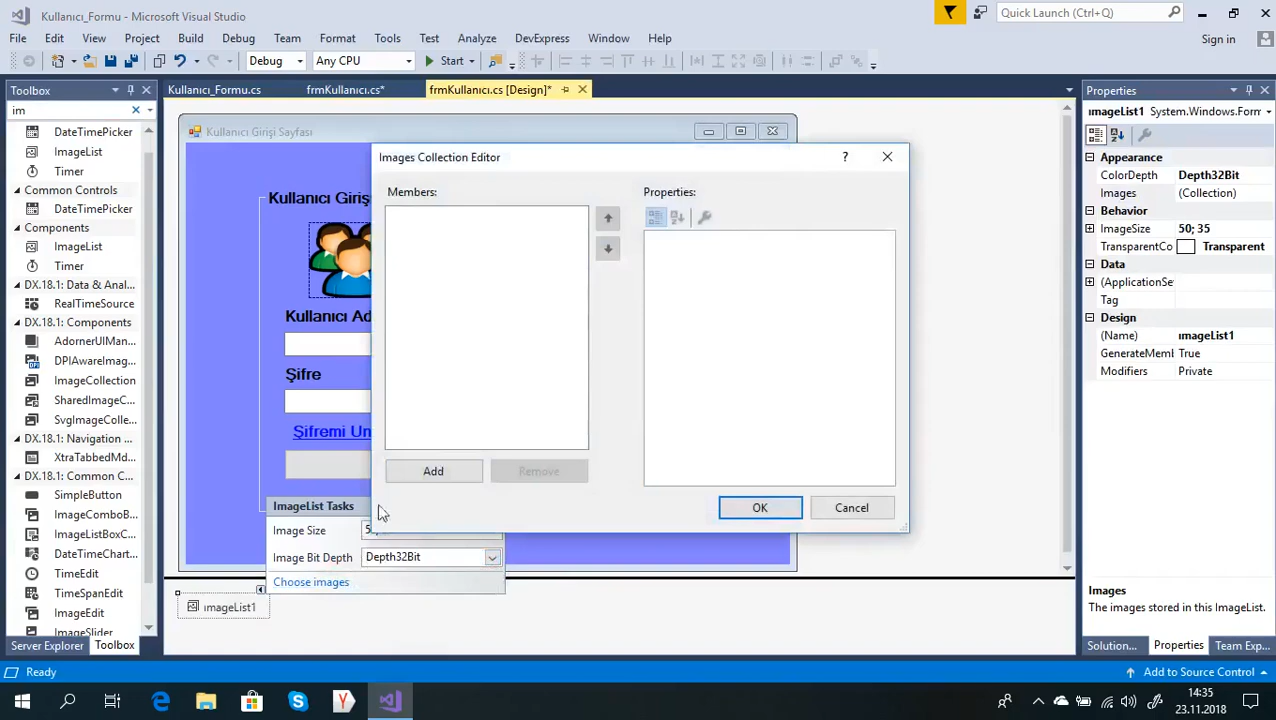 Kullanıcı_Formu - Microsoft Visual Studio
Quick Launch (Ctrl+Q)
File Edit View Project Build Debug Team Format Tools Test Analyze DevExpress Window Help
Sign in
Debug Any CPU Start
Toolbox
Kullanıcı_Formu.cs frmKullanıcı.cs* frmKullanıcı.cs [Design]*
Properties
im
ımageList1 System.Windows.Form
DateTimePicker
ImageList
Timer
Common Controls
DateTimePicker
Components
ImageList
Timer
DX.18.1: Data & Anal...
RealTimeSource
DX.18.1: Components
AdornerUIMan...
DPIAwareImag...
ImageCollection
SharedImageC...
SvgImageColle...
DX.18.1: Navigation ...
XtraTabbedMd...
DX.18.1: Common C...
SimpleButton
ImageComboB...
ImageListBoxC...
DateTimeChart...
TimeEdit
TimeSpanEdit
ImageEdit
ImageSlider
Server Explorer Toolbox
Kullanıcı Girişi Sayfası
Kullanıcı Giriş
Kullanıcı Ad
Şifre
Şifremi Un
Images Collection Editor
?
Members:
Properties:
Add Remove
OK Cancel
ImageList Tasks
Image Size
Image Bit Depth Depth32Bit
Choose images
ımageList1
Appearance
ColorDepth Depth32Bit
Images (Collection)
Behavior
ImageSize 50; 35
TransparentCo Transparent
Data
(ApplicationSe
Tag
Design
(Name) ımageList1
GenerateMemb True
Modifiers Private
Images
The images stored in this ImageList.
Solution... Properties Team Exp...
Ready
Add to Source Control
14:35
23.11.2018